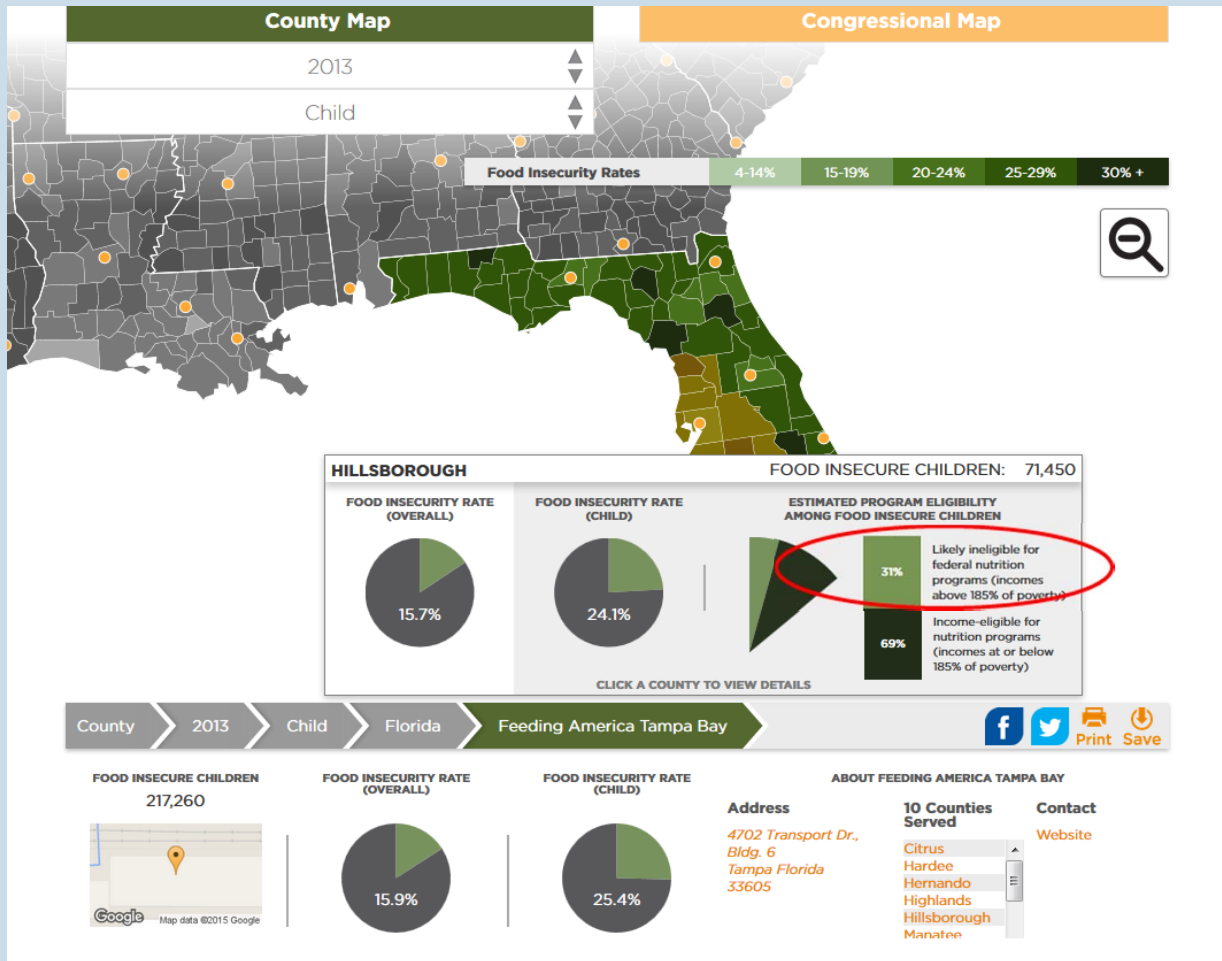 County Map
Congressional Map
2013
Child
Food Insecurity Rates 4-14% 15-19% 20-24% 25-29% 30% +
HILLSBOROUGH
FOOD INSECURE CHILDREN: 71,450
FOOD INSECURITY RATE
(OVERALL)
15.7%
FOOD INSECURITY RATE
(CHILD)
24.1%
ESTIMATED PROGRAM ELIGIBILITY
AMONG FOOD INSECURE CHILDREN
31%
Likely ineligible for
federal nutrition
programs (incomes
above 185% of poverty)
69%
Income-eligible for
nutrition programs
(incomes at or below
185% of poverty)
CLICK A COUNTY TO VIEW DETAILS
County 2013 Child Florida Feeding America Tampa Bay
f
Print Save
FOOD INSECURE CHILDREN
217,260
Google Map data ©2015 Google
FOOD INSECURITY RATE
(OVERALL)
15.9%
FOOD INSECURITY RATE
(CHILD)
25.4%
ABOUT FEEDING AMERICA TAMPA BAY
Address
4702 Transport Dr.,
Bldg. 6
Tampa Florida
33605
10 Counties
Served
Citrus
Hardee
Hernando
Highlands
Hillsborough
Manatee
Contact
Website